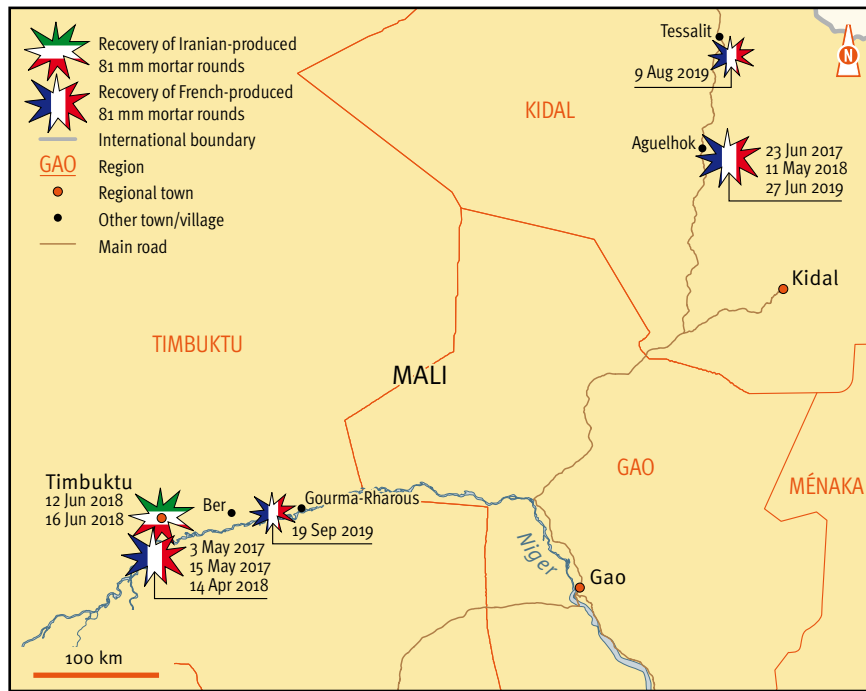 Recovery of Iranian-produced
81 mm mortar rounds
Recovery of French-produced
81 mm mortar rounds
International boundary
GAO Region
Regional town
Other town/village
Main road
Tessalit
N
9 Aug 2019
KIDAL
Aguelhok
23 Jun 2017
11 May 2018
27 Jun 2019
Kidal
TIMBUKTU
MALI
GAO
MÉNAKA
Timbuktu
12 Jun 2018
16 Jun 2018
Ber
Gourma-Rharous
19 Sep 2019
3 May 2017
15 May 2017
14 Apr 2018
Niger
Gao
100 km